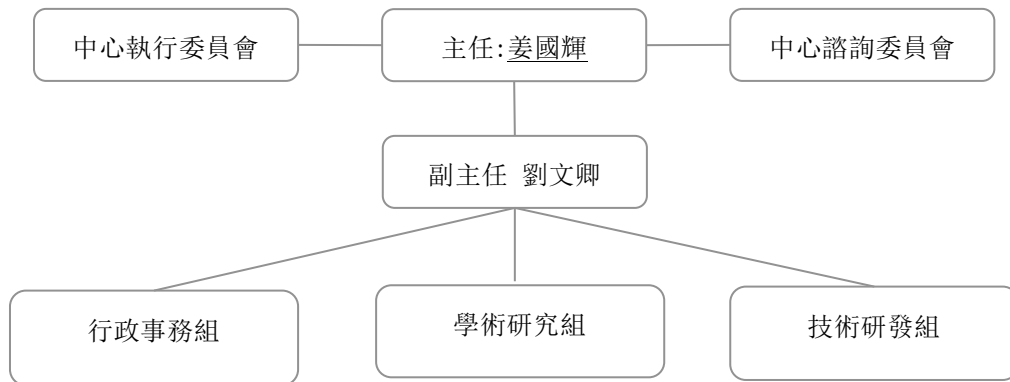 中心執行委員會
主任:姜國輝
中心諮詢委員會
副主任 劉文卿
行政事務組
學術研究組
技術研發組